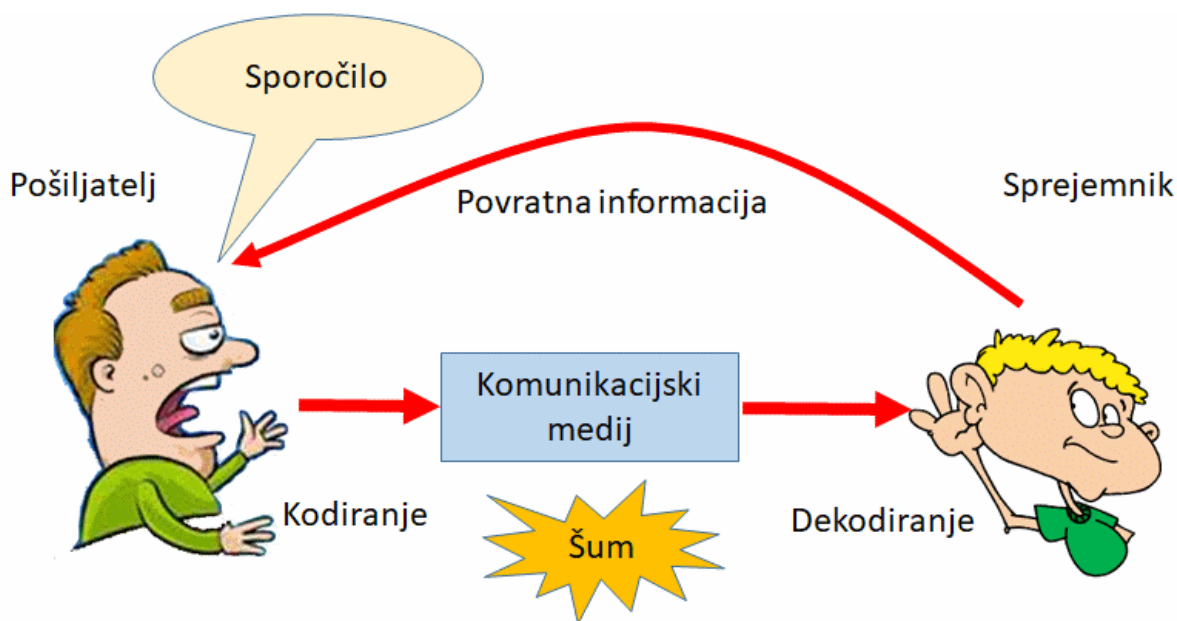 Sporočilo
Pošiljatelj
Povratna informacija
Sprejemnik
Komunikacijski
medij
Kodiranje
Šum
Dekodiranje